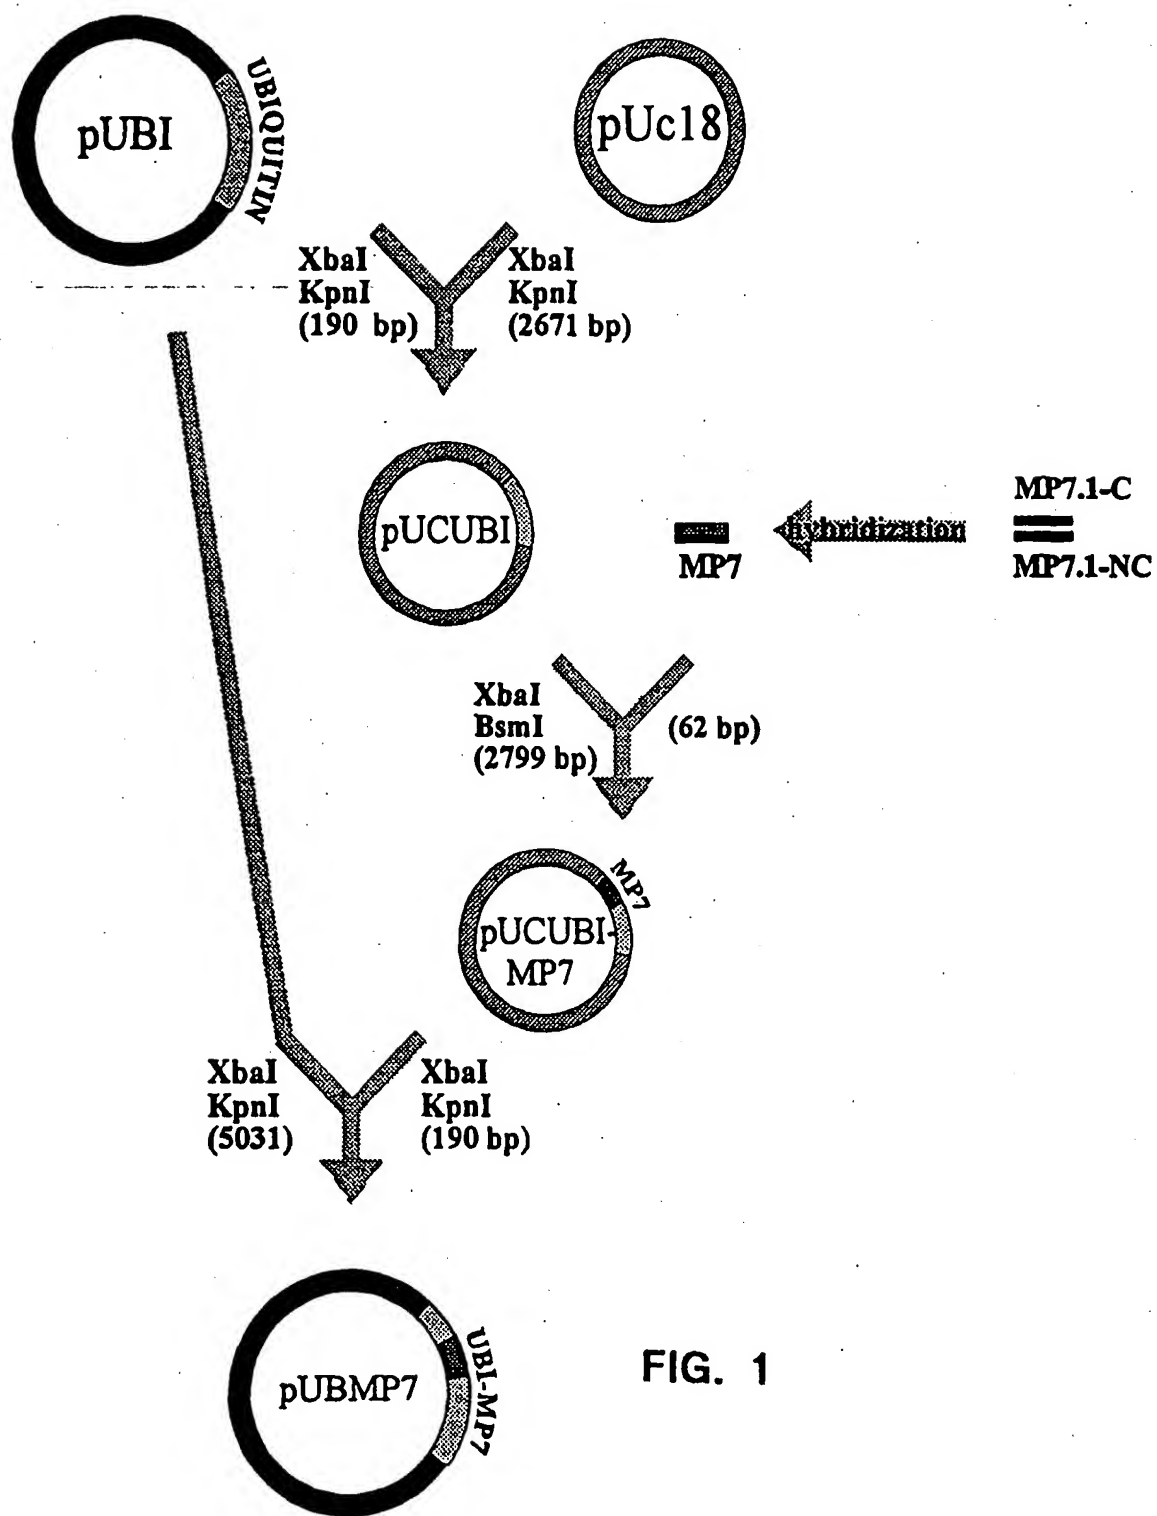 pUBI
UBIQUITIN
pUc18
XbaI
KpnI
(190 bp)
XbaI
KpnI
(2671 bp)
pUCUBI
MP7
hybridization
MP7.1-C
MP7.1-NC
XbaI
BsmI
(2799 bp)
(62 bp)
MP7
pUCUBI-
MP7
XbaI
KpnI
(5031)
XbaI
KpnI
(190 bp)
pUBMP7
UBI-MP7
FIG. 1